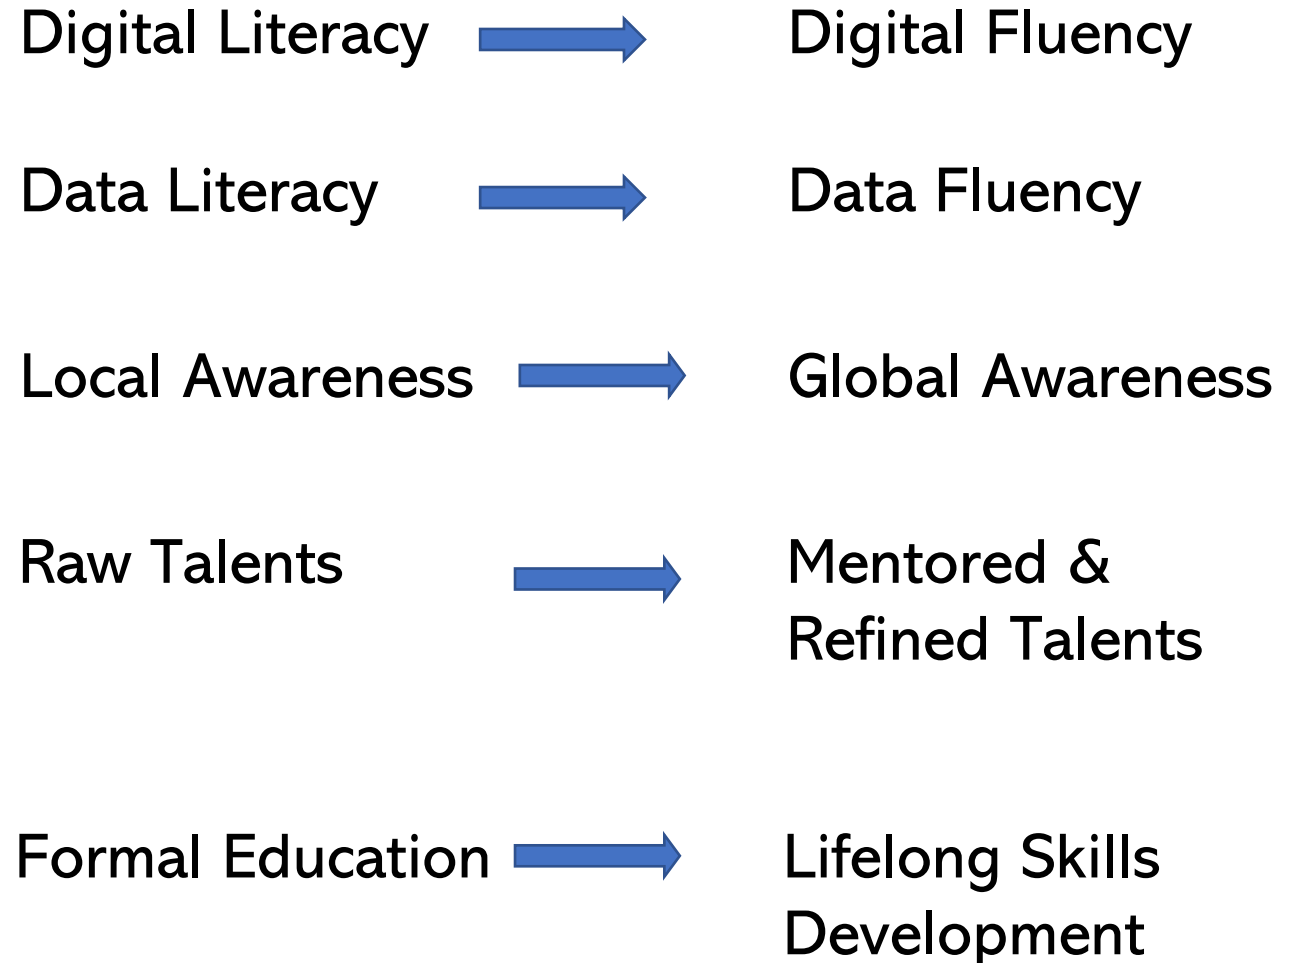 Digital Literacy Digital Fluency
Data Literacy Data Fluency
Local Awareness Global Awareness
Raw Talents Mentored &
Refined Talents
Formal Education Lifelong Skills
Development